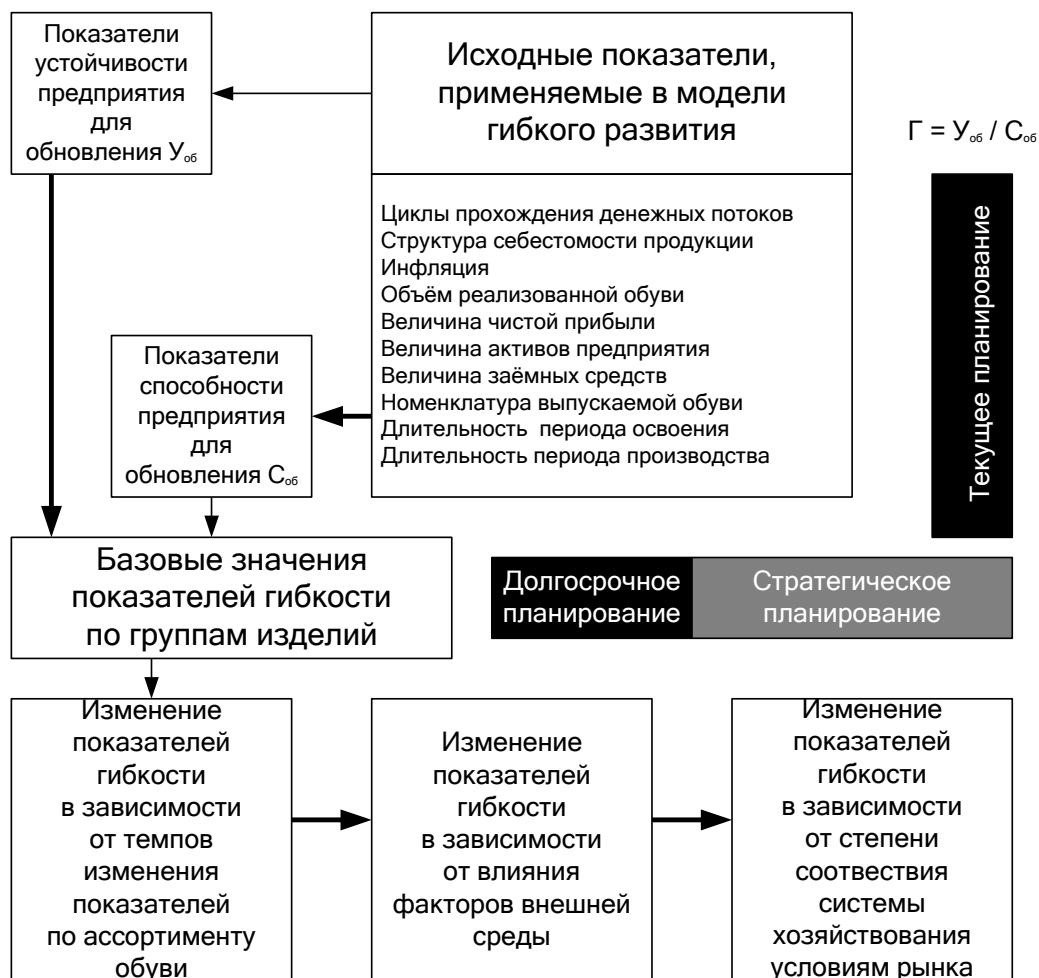 Показатели
устойчивости
предприятия
для
обновления Уоб
Исходные показатели,
применяемые в модели
гибкого развития
Г = Уоб / Соб
Циклы прохождения денежных потоков
Структура себестомости продукции
Инфляция
Объём реализованной обуви
Величина чистой прибыли
Величина активов предприятия
Величина заёмных средств
Номенклатура выпускаемой обуви
Длительность периода освоения
Длительность периода производства
Текущее планирование
Показатели
способности
предприятия
для
обновления Соб
Базовые значения
показателей гибкости
по группам изделий
Долгосрочное
планирование
Стратегическое
планирование
Изменение
показателей
гибкости
в зависимости
от темпов
изменения
показателей
по ассортименту
обуви
Изменение
показателей
гибкости
в зависимости
от влияния
факторов внешней
среды
Изменение
показателей
гибкости
в зависимости
от степени
соотвествия
системы
хозяйствования
условиям рынка